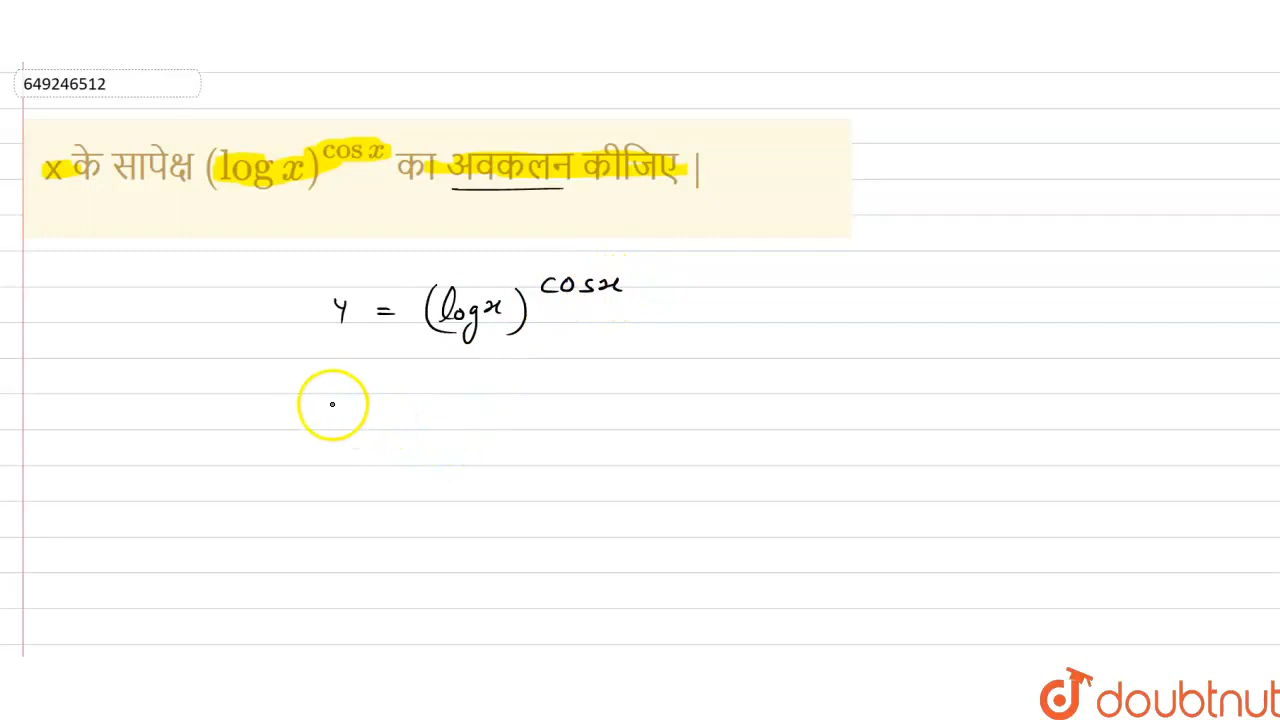 649246512
x के सापेक्ष (log x)^cos x का अवकलन कीजिए |
y = (log x)^cos x
doubtnut